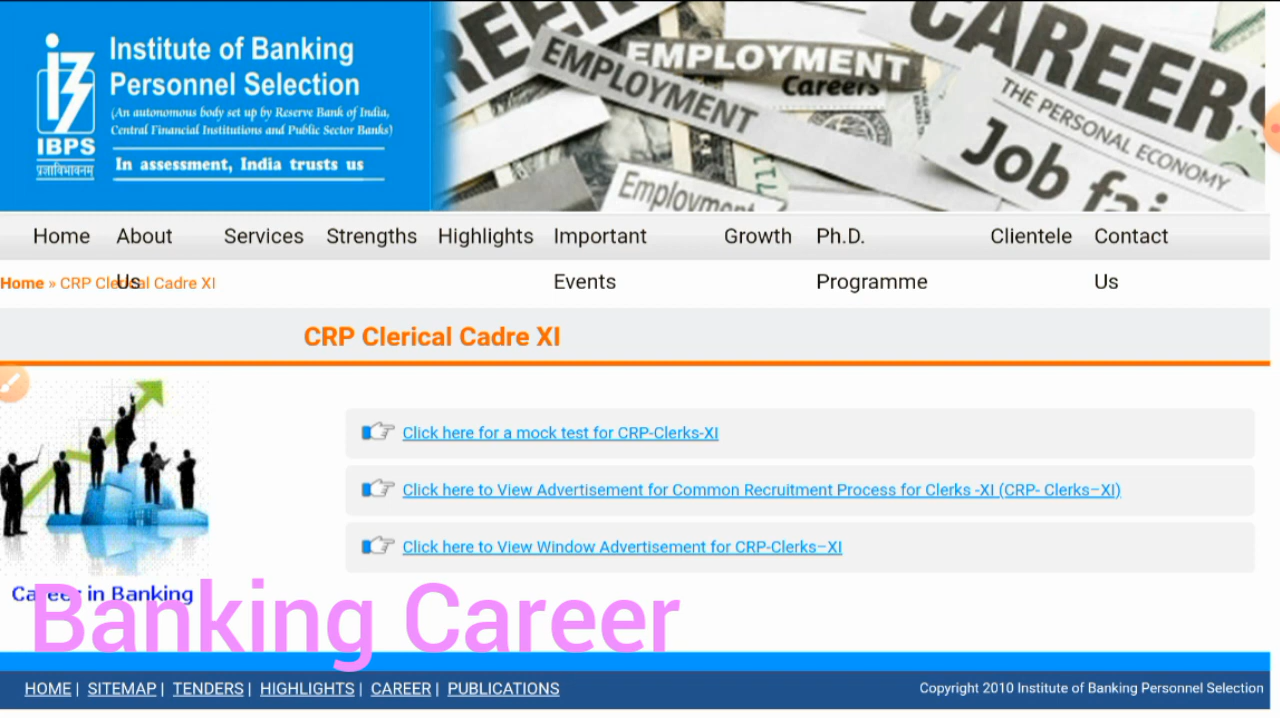 Institute of Banking
Personnel Selection
(An autonomous body set up by Reserve Bank of India,
Central Financial Institutions and Public Sector Banks)
IBPS
प्रज्ञाविभावनम्
In assessment, India trusts us
EMPLOYMENT
EMPLOYMENT
Careers
CAREERS
THE PERSONAL ECONOMY
Job fai
Employment
Home About Us Services Strengths Highlights Important Events Growth Ph.D. Programme Clientele Contact Us
Home » CRP Clerical Cadre XI
CRP Clerical Cadre XI
Click here for a mock test for CRP-Clerks-XI
Click here to View Advertisement for Common Recruitment Process for Clerks -XI (CRP- Clerks–XI)
Click here to View Window Advertisement for CRP-Clerks–XI
Career in Banking
Banking Career
HOME | SITEMAP | TENDERS | HIGHLIGHTS | CAREER | PUBLICATIONS
Copyright 2010 Institute of Banking Personnel Selection